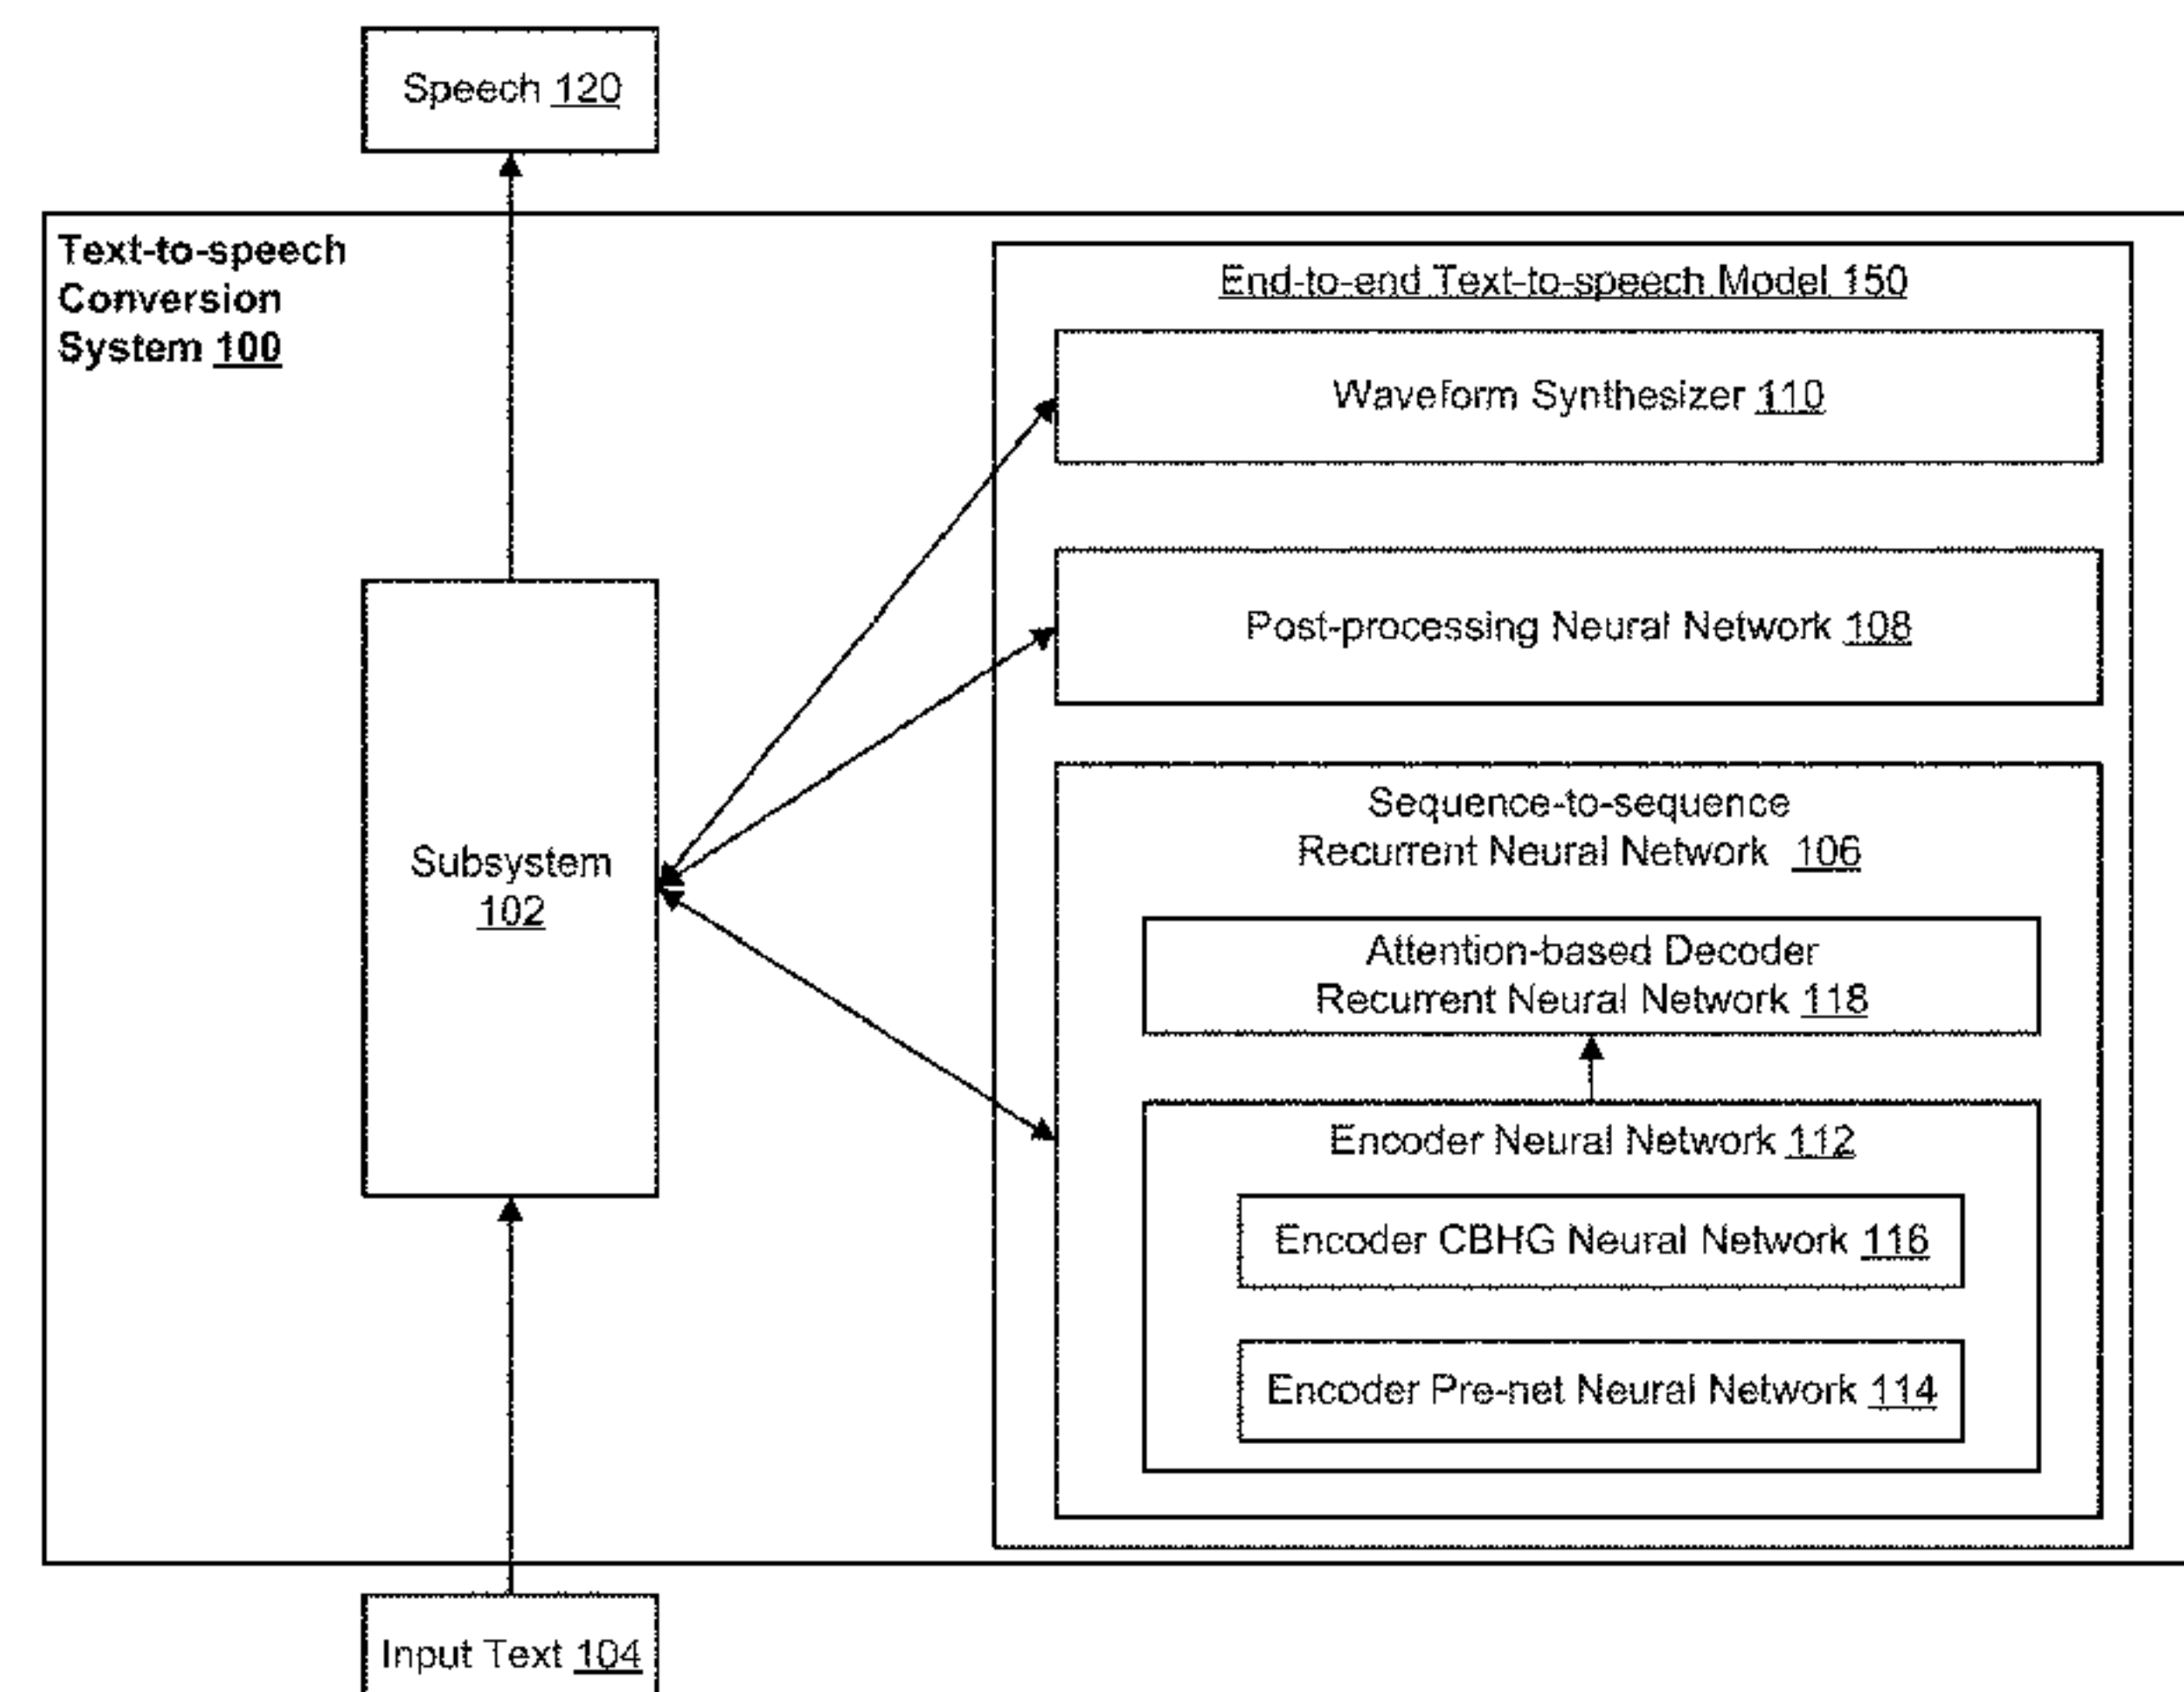 Speech 120
Text-to-speech
Conversion
System 100
End-to-end Text-to-speech Model 150
Waveform Synthesizer 110
Post-processing Neural Network 108
Sequence-to-sequence
Recurrent Neural Network 106
Subsystem
102
Attention-based Decoder
Recurrent Neural Network 118
Encoder Neural Network 112
Encoder CBHG Neural Network 116
Encoder Pre-net Neural Network 114
Input Text 104